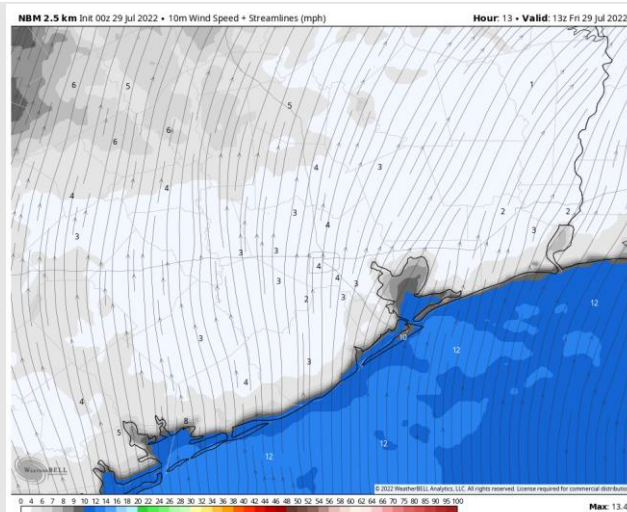 NBM 2.5 km Init 00z 29 Jul 2022 • 10m Wind Speed + Streamlines (mph) Hour: 13 • Valid: 13z Fri 29 Jul 2022
6 5 1
5
6 6
4 3
4
4
3 2 2
3 4 3
3 3
4
3 4 3
2 3 12
3 10
12
3
4
4
5 8
12
12
WEATHERBELL
© 2022 WeatherBELL Analytics, LLC. All rights reserved. License required for commercial distributio
0 4 5 6 7 8 9 10 12 14 16 18 20 22 24 26 28 30 32 34 36 38 40 42 44 46 48 50 52 54 56 58 60 65 70 75 80 85 90 95 100
Max: 13.4